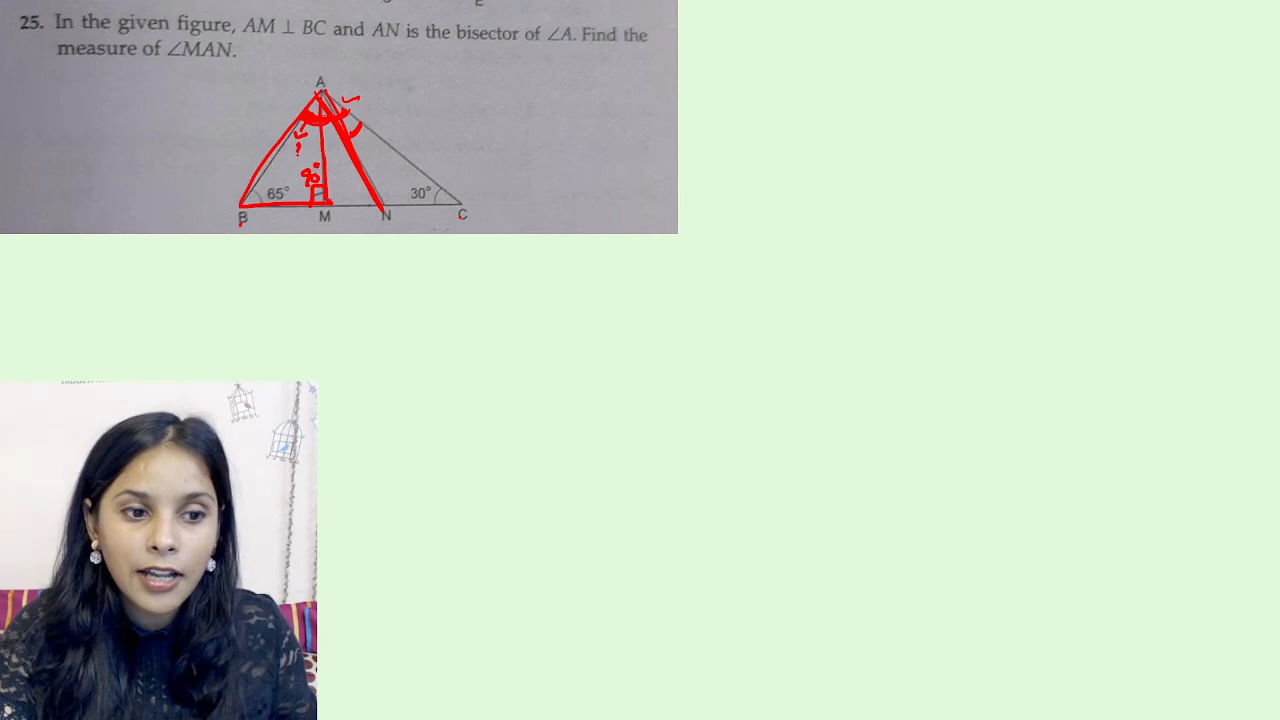 25. In the given figure, AM ⊥ BC and AN is the bisector of ∠A. Find the
measure of ∠MAN.
A
?
90°
65°
30°
B
M
N
C